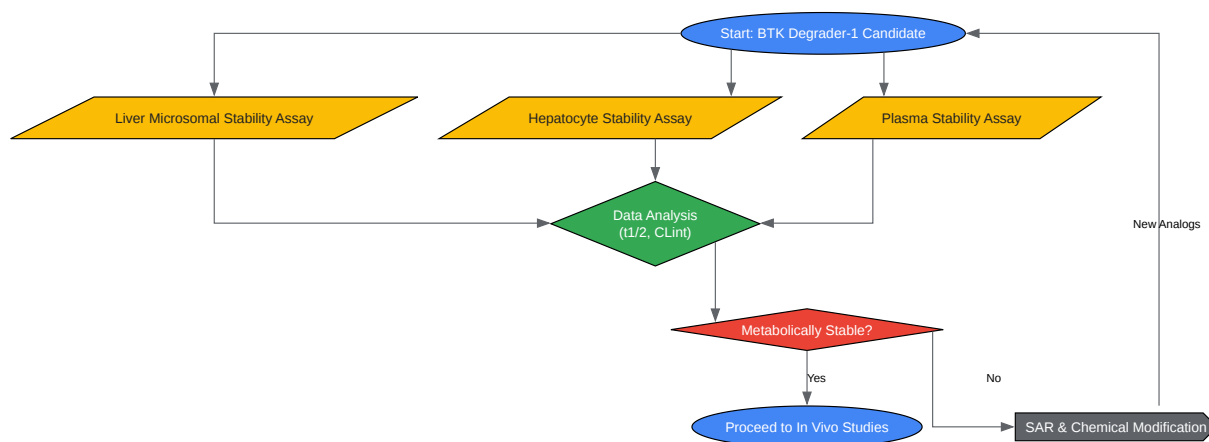 Start: BTK Degrader-1 Candidate
Liver Microsomal Stability Assay
Hepatocyte Stability Assay
Plasma Stability Assay
Data Analysis
(t1/2, CLint)
New Analogs
Metabolically Stable?
Yes
No
Proceed to In Vivo Studies
SAR & Chemical Modification